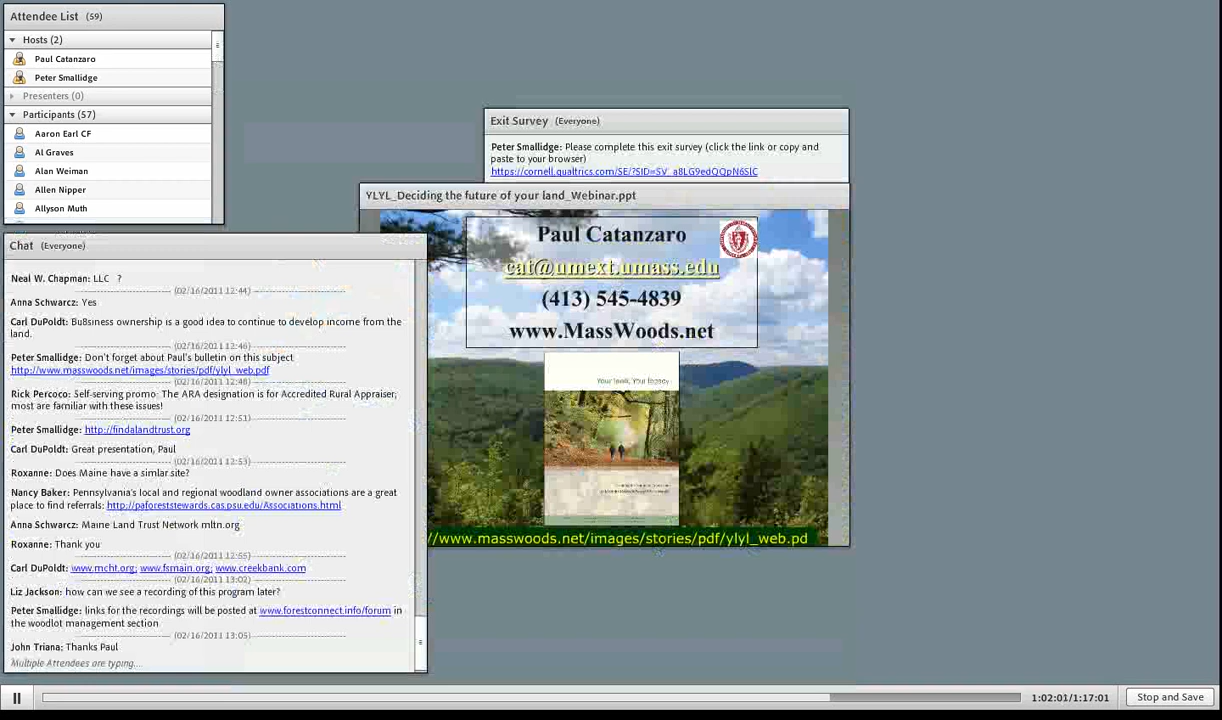 Attendee List (59)
Hosts (2)
Paul Catanzaro
Peter Smallidge
Presenters (0)
Participants (57)
Aaron Earl CF
Al Graves
Alan Weiman
Allen Nipper
Allyson Muth
Exit Survey (Everyone)
Peter Smallidge: Please complete this exit survey (click the link or copy and
paste to your browser)
https://cornell.qualtrics.com/SE/?SID=SV_a8LG9edQQpN6SlC
YLYL_Deciding the future of your land_Webinar.ppt
Paul Catanzaro
cat@umext.umass.edu
(413) 545-4839
www.MassWoods.net
Your Land, Your Legacy
//www.masswoods.net/images/stories/pdf/ylyl_web.pd
Chat (Everyone)
Neal W. Chapman: LLC ?
(02/16/2011 12:44)
Anna Schwarcz: Yes
Carl DuPoldt: Bu8siness ownership is a good idea to continue to develop income from the
land.
(02/16/2011 12:46)
Peter Smallidge: Don't forget about Paul's bulletin on this subject
http://www.masswoods.net/images/stories/pdf/ylyl_web.pdf
(02/16/2011 12:48)
Rick Percoco: Self-serving promo: The ARA designation is for Accredited Rural Appraiser,
most are familiar with these issues!
(02/16/2011 12:51)
Peter Smallidge: http://findalandtrust.org
Carl DuPoldt: Great presentation, Paul
(02/16/2011 12:53)
Roxanne: Does Maine have a simlar site?
Nancy Baker: Pennsylvania's local and regional woodland owner associations are a great
place to find referrals: http://paforeststewards.cas.psu.edu/Associations.html
Anna Schwarcz: Maine Land Trust Network mltn.org
Roxanne: Thank you
(02/16/2011 12:55)
Carl DuPoldt: www.mcht.org; www.fsmain.org; www.creekbank.com
(02/16/2011 13:02)
Liz Jackson: how can we see a recording of this program later?
Peter Smallidge: links for the recordings will be posted at www.forestconnect.info/forum in
the woodlot management section
(02/16/2011 13:05)
John Triana: Thanks Paul
Multiple Attendees are typing....
1:02:01/1:17:01
Stop and Save